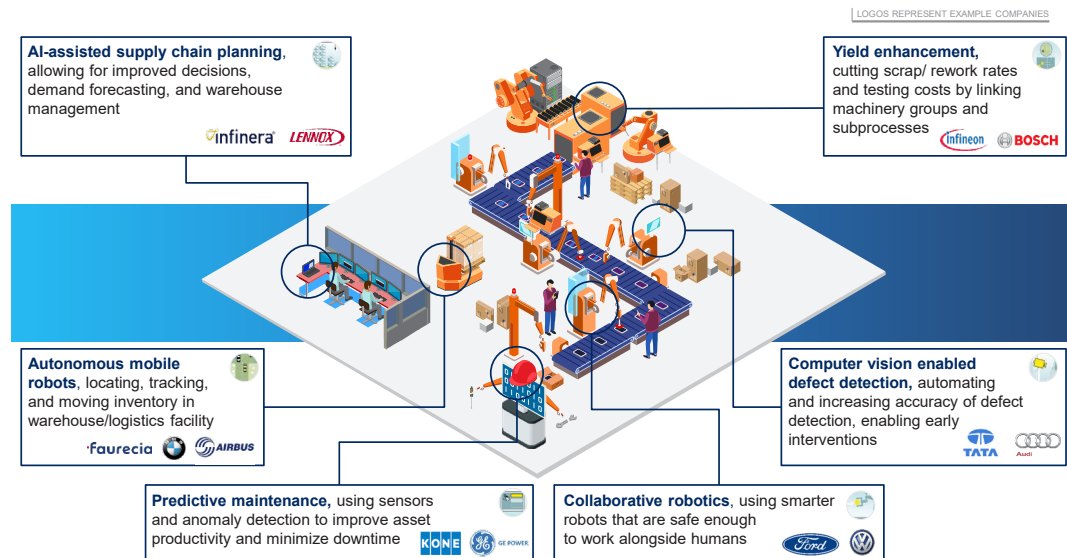 LOGOS REPRESENT EXAMPLE COMPANIES
AI-assisted supply chain planning,
allowing for improved decisions,
demand forecasting, and warehouse
management
infinera
LENNOX
Yield enhancement,
cutting scrap/ rework rates
and testing costs by linking
machinery groups and
subprocesses
infineon
BOSCH
Autonomous mobile
robots, locating, tracking,
and moving inventory in
warehouse/logistics facility
faurecia
BMW
AIRBUS
Computer vision enabled
defect detection, automating
and increasing accuracy of defect
detection, enabling early
interventions
TATA
Audi
Predictive maintenance, using sensors
and anomaly detection to improve asset
productivity and minimize downtime
KONE
GE POWER
Collaborative robotics, using smarter
robots that are safe enough
to work alongside humans
Ford